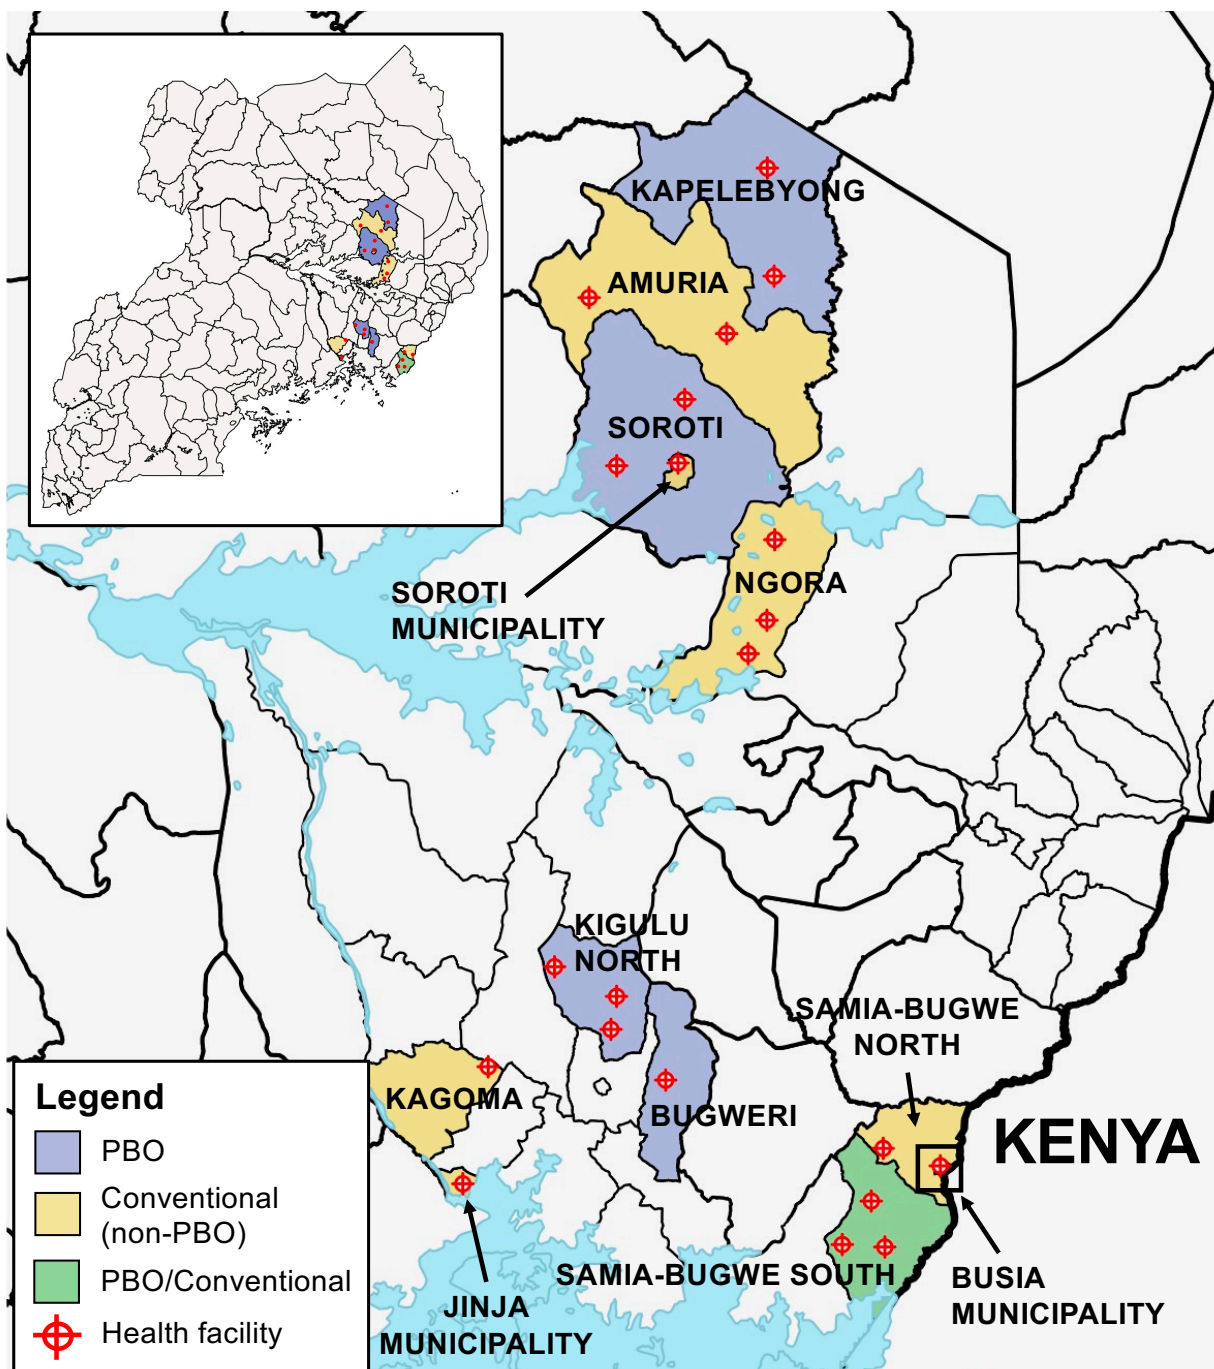 KAPELEBYONG
AMURIA
SOROTI
SOROTI
MUNICIPALITY
NGORA
KIGULU
NORTH
SAMIA-BUGWE
NORTH
KAGOMA
BUGWERI
KENYA
SAMIA-BUGWE SOUTH
BUSIA
MUNICIPALITY
JINJA
MUNICIPALITY
Legend
PBO
Conventional
(non-PBO)
PBO/Conventional
Health facility